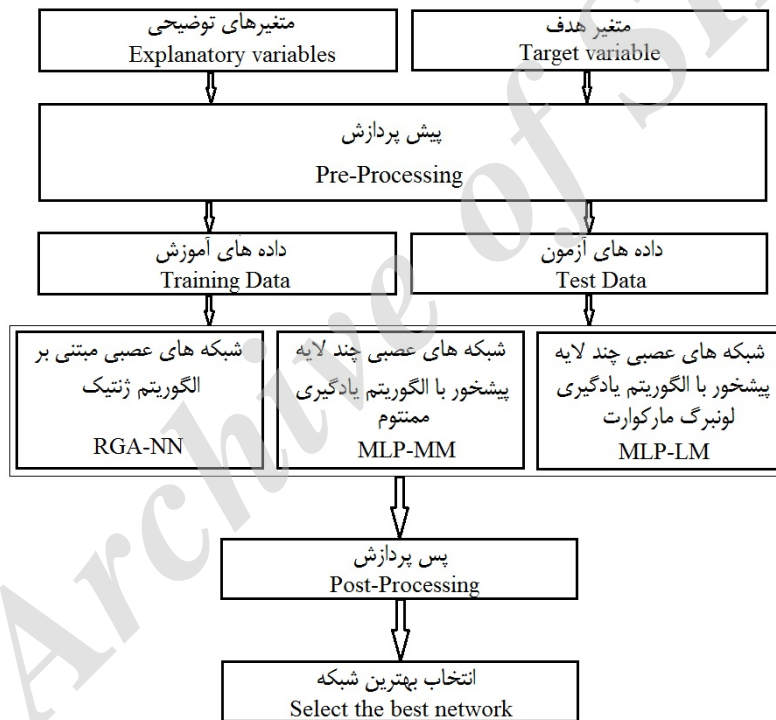 متغیرهای توضیحی
Explanatory variables
متغیر هدف
Target variable
پیش پردازش
Pre-Processing
داده های آموزش
Training Data
داده های آزمون
Test Data
شبکه های عصبی مبتنی بر
الگوریتم ژنتیک
RGA-NN
شبکه های عصبی چند لایه
پیشخور با الگوریتم یادگیری
ممنتوم
MLP-MM
شبکه های عصبی چند لایه
پیشخور با الگوریتم یادگیری
لونبرگ مارکوارت
MLP-LM
پس پردازش
Post-Processing
انتخاب بهترین شبکه
Select the best network
Archive of